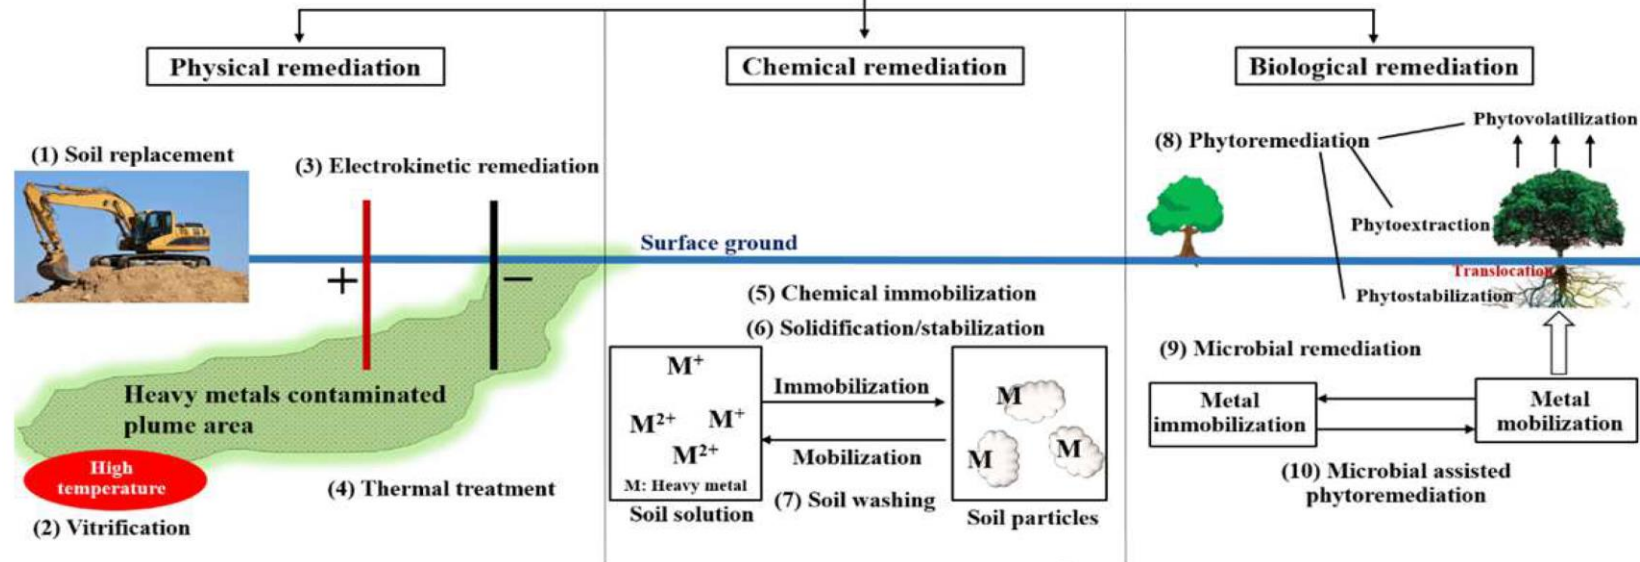 Physical remediation
(1) Soil replacement
(3) Electrokinetic remediation
+
−
Heavy metals contaminated
plume area
High
temperature
(2) Vitrification
(4) Thermal treatment
Chemical remediation
Surface ground
(5) Chemical immobilization
(6) Solidification/stabilization
M⁺
M²⁺ M⁺
M²⁺
M: Heavy metal
Soil solution
Immobilization
Mobilization
(7) Soil washing
M
M
M
Soil particles
Biological remediation
(8) Phytoremediation
Phytovolatilization
Phytoextraction
Translocation
Phytostabilization
(9) Microbial remediation
Metal
immobilization
Metal
mobilization
(10) Microbial assisted
phytoremediation